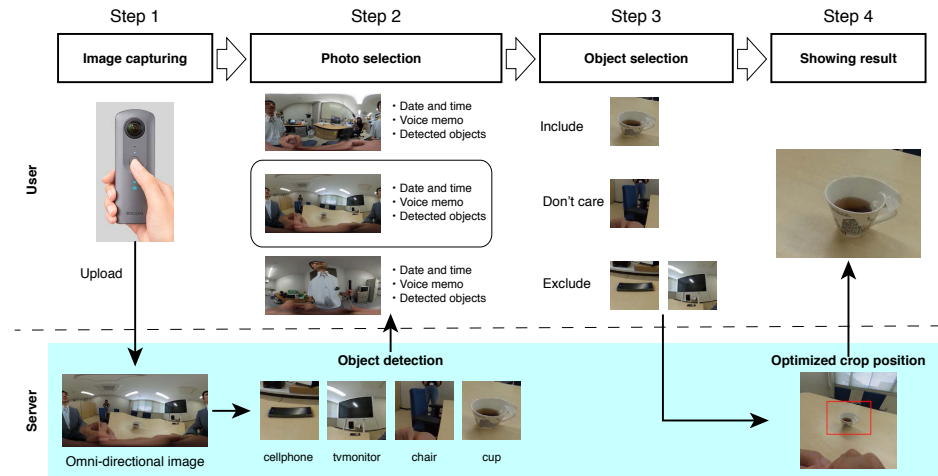 Step 1
Step 2
Step 3
Step 4
Image capturing
Photo selection
Object selection
Showing result
User
Upload
• Date and time
• Voice memo
• Detected objects
• Date and time
• Voice memo
• Detected objects
• Date and time
• Voice memo
• Detected objects
Include
Don't care
Exclude
Server
Object detection
Optimized crop position
Omni-directional image
cellphone
tvmonitor
chair
cup